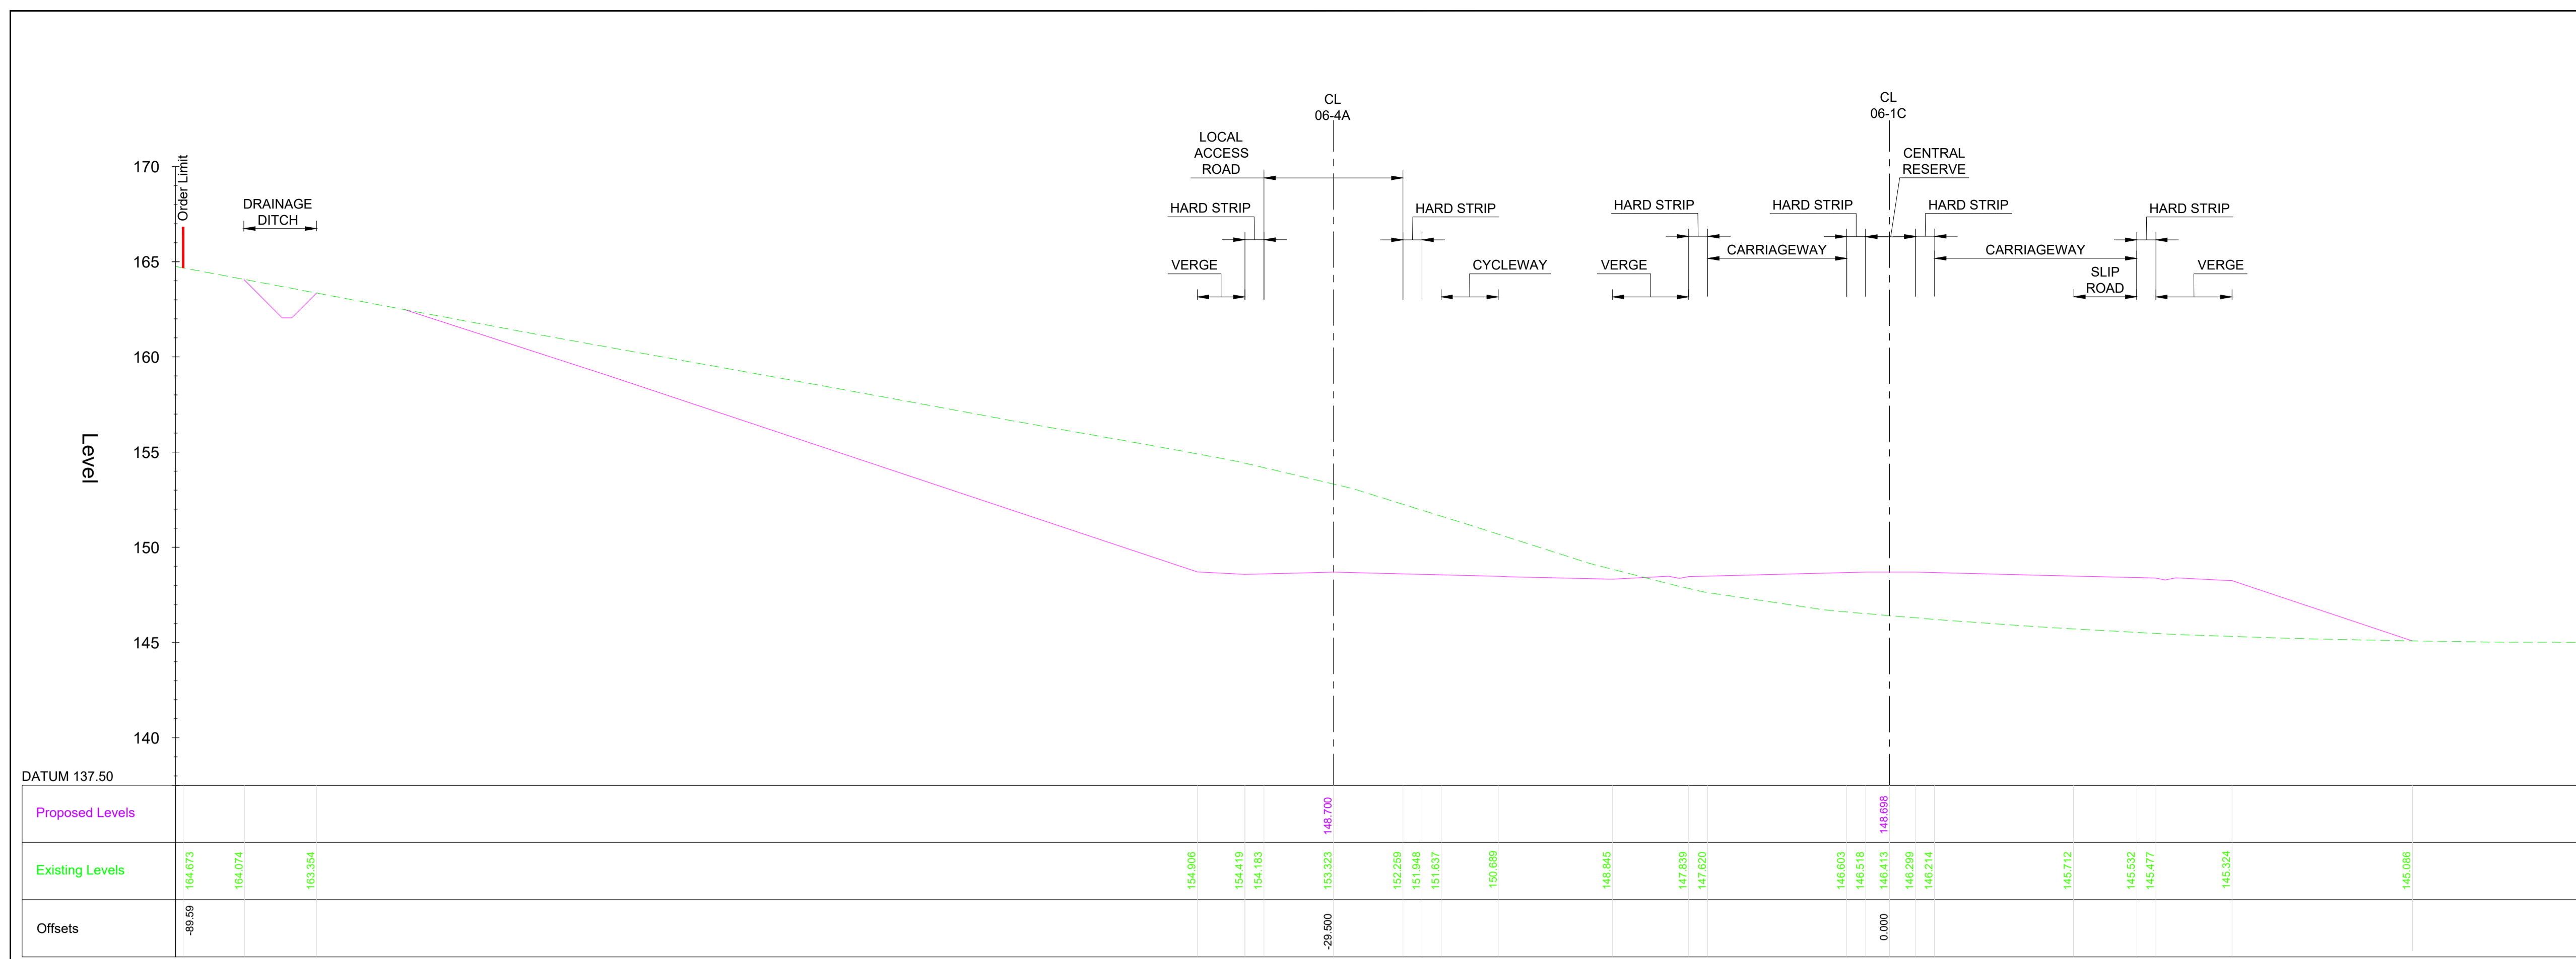 CL
06-4A
CL
06-1C
LOCAL
ACCESS
ROAD
CENTRAL
RESERVE
Order Limit
DRAINAGE
DITCH
HARD STRIP
HARD STRIP
HARD STRIP
HARD STRIP
HARD STRIP
HARD STRIP
CARRIAGEWAY
CARRIAGEWAY
VERGE
CYCLEWAY
VERGE
SLIP
ROAD
VERGE
Level
170
165
160
155
150
145
140
DATUM 137.50
Proposed Levels
148.700
148.698
Existing Levels
164.673
164.074
163.354
154.906
154.419
154.183
153.323
152.259
151.948
151.637
150.689
148.845
147.839
147.620
146.603
146.518
146.413
146.299
146.214
145.712
145.532
145.477
145.324
145.086
Offsets
-89.59
-29.500
0.000